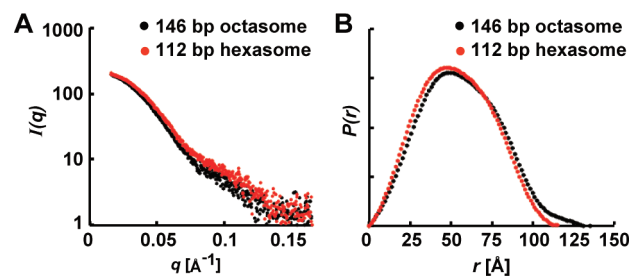 A
146 bp octasome
112 bp hexasome
I(q)
1000
100
10
1
0
0.05
0.10
0.15
q [Å-1]
B
146 bp octasome
112 bp hexasome
P(r)
0
25
50
75
100
125
150
r [Å]